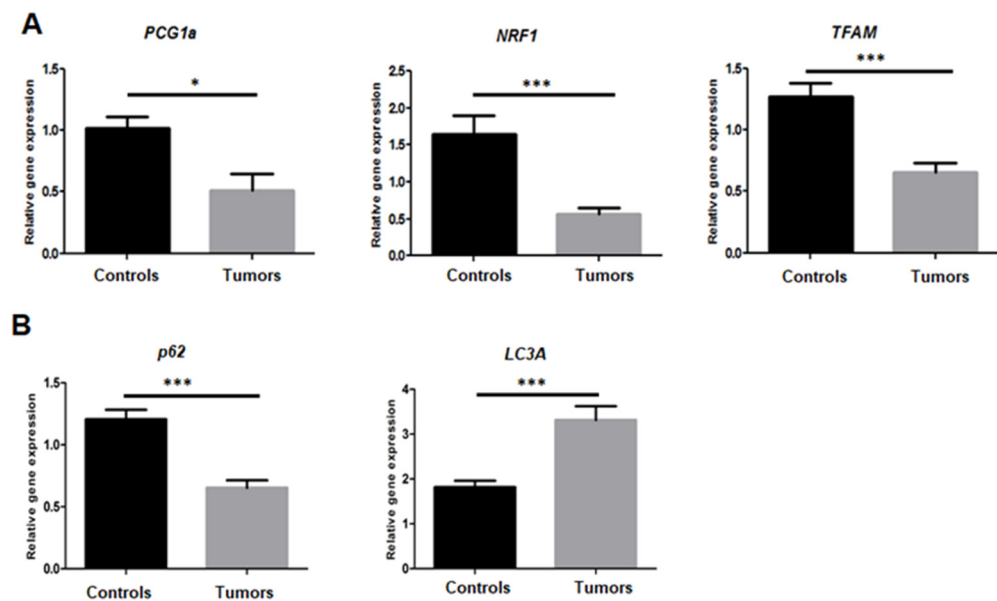 A
PCG1a
NRF1
TFAM
Relative gene expression
1.5
1.0
0.5
0.0
*
Controls
Tumors
Relative gene expression
2.5
2.0
1.5
1.0
0.5
0.0
***
Controls
Tumors
Relative gene expression
1.5
1.0
0.5
0.0
***
Controls
Tumors
B
p62
LC3A
Relative gene expression
1.5
1.0
0.5
0.0
***
Controls
Tumors
Relative gene expression
4
3
2
1
0
***
Controls
Tumors